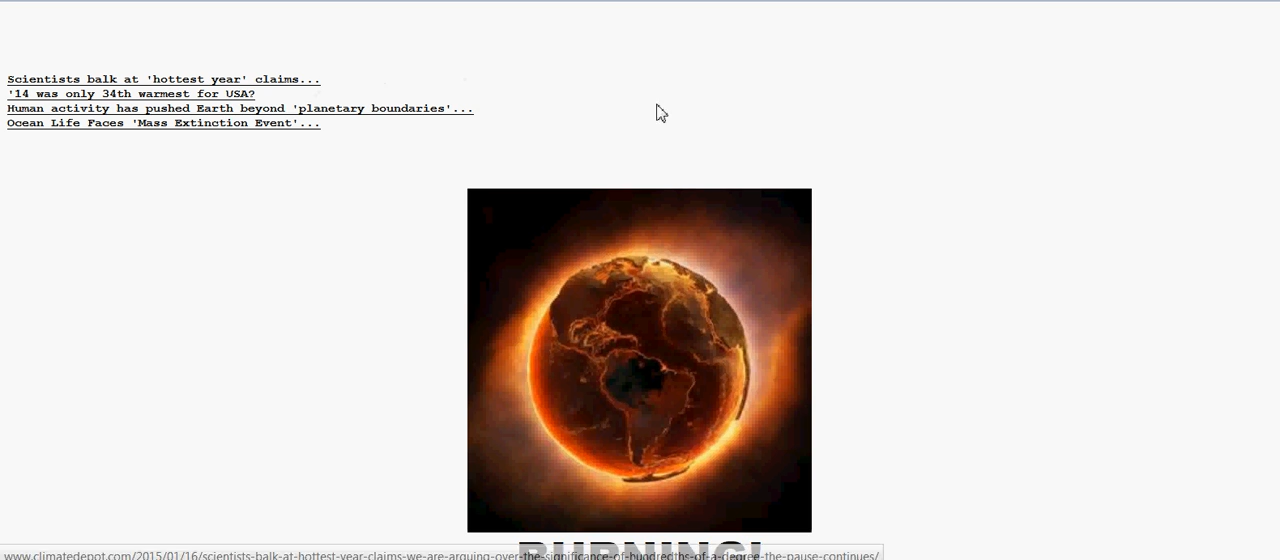 Scientists balk at 'hottest year' claims...
'14 was only 34th warmest for USA?
Human activity has pushed Earth beyond 'planetary boundaries'...
Ocean Life Faces 'Mass Extinction Event'...
BURNING!
www.climatedepot.com/2015/01/16/scientists-balk-at-hottest-year-claims-we-are-arguing-over-the-significance-of-hundredths-of-a-degree-the-pause-continues/